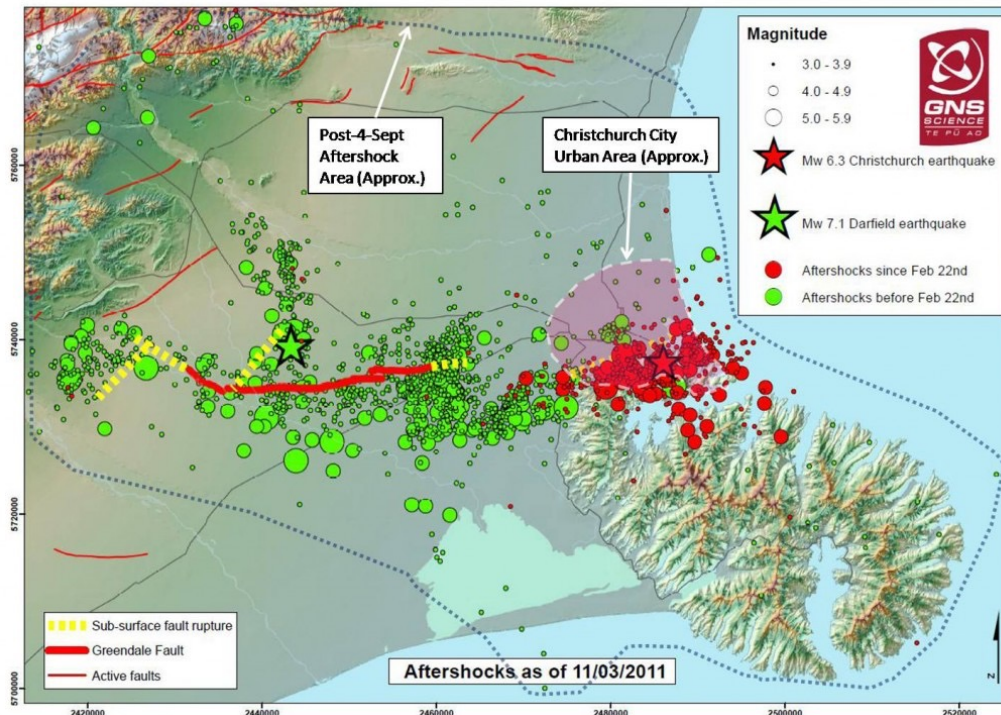 Magnitude
3.0 - 3.9
4.0 - 4.9
5.0 - 5.9
Mw 6.3 Christchurch earthquake
Mw 7.1 Darfield earthquake
Aftershocks since Feb 22nd
Aftershocks before Feb 22nd
GNS
SCIENCE
TE PŪ AO
Post-4-Sept
Aftershock
Area (Approx.)
Christchurch City
Urban Area (Approx.)
5760000
5740000
5720000
5700000
Sub-surface fault rupture
Greendale Fault
Active faults
Aftershocks as of 11/03/2011
N
2420000
2440000
2460000
2480000
2500000
2520000